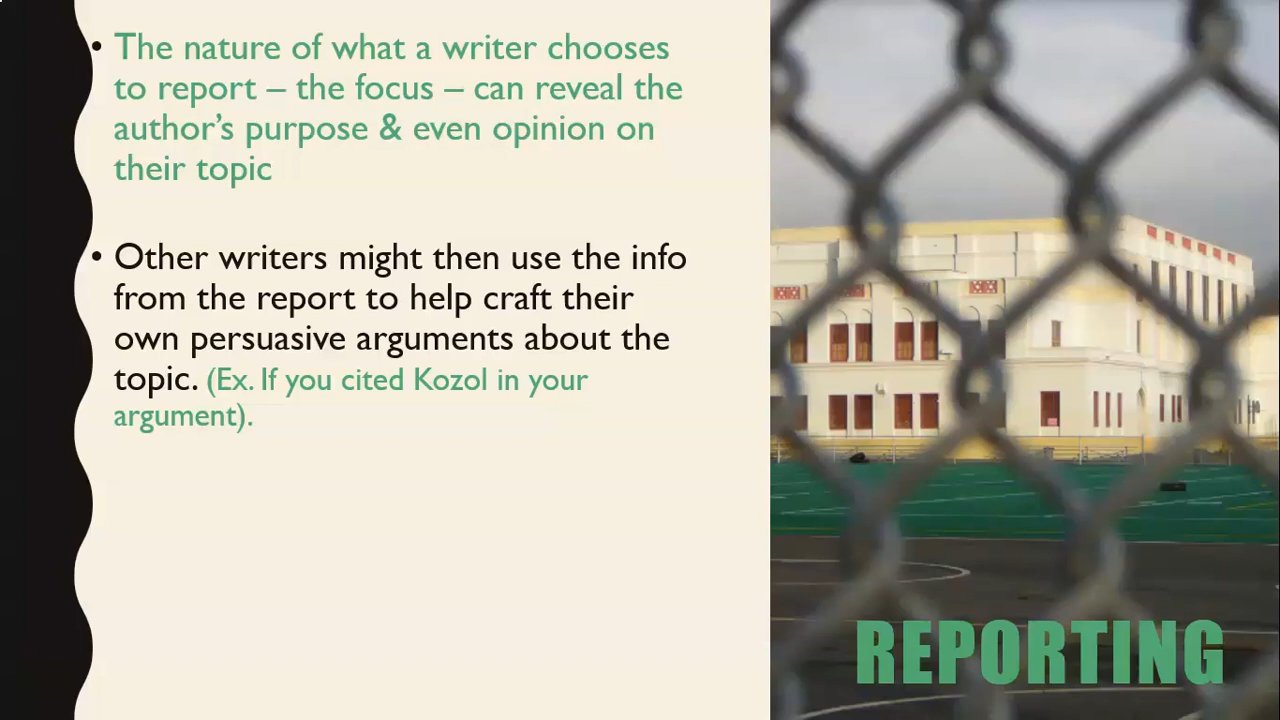 • The nature of what a writer chooses
to report – the focus – can reveal the
author’s purpose & even opinion on
their topic
• Other writers might then use the info
from the report to help craft their
own persuasive arguments about the
topic. (Ex. If you cited Kozol in your
argument).
REPORTING